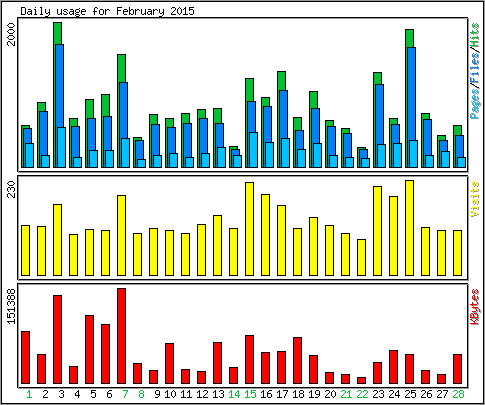 Daily usage for February 2015
2000
Pages/Files/Hits
230
Visits
151388
KBytes
1 2 3 4 5 6 7 8 9 10 11 12 13 14 15 16 17 18 19 20 21 22 23 24 25 26 27 28